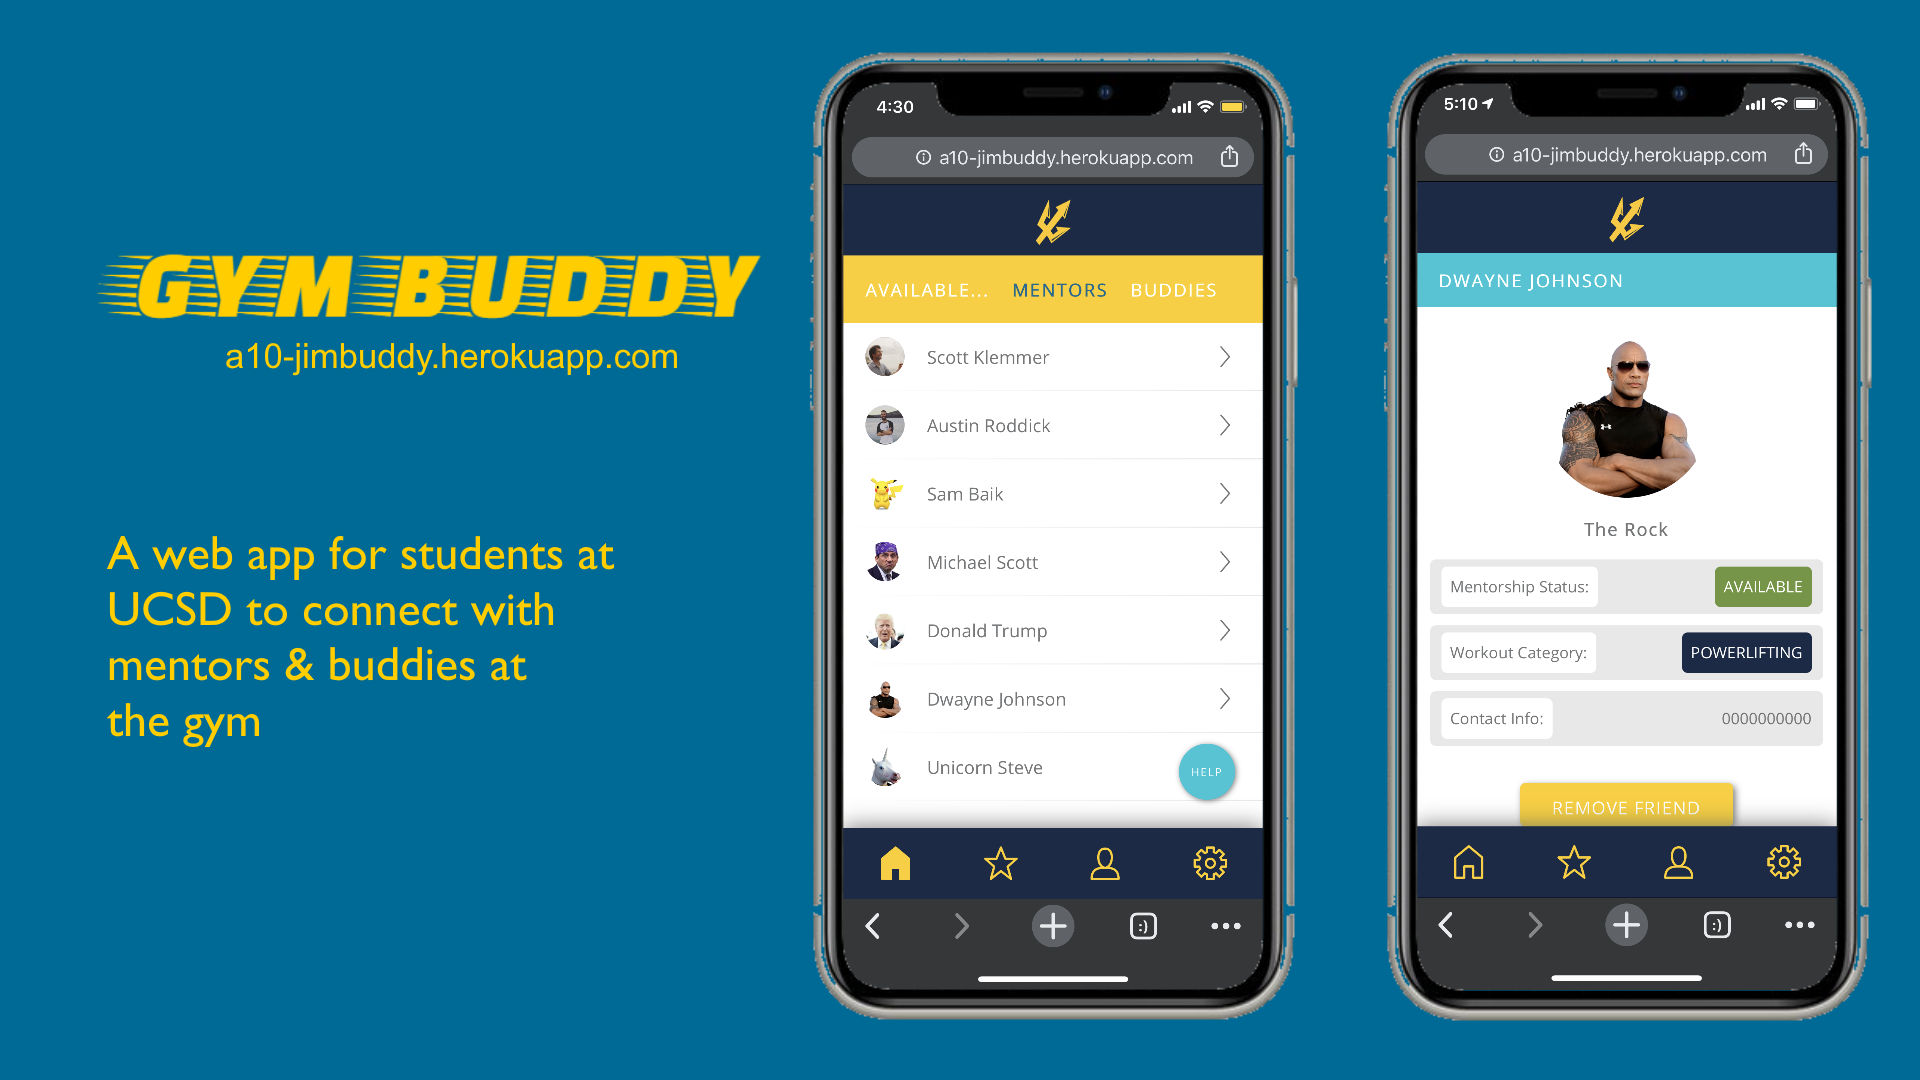 GYM BUDDY
a10-jimbuddy.herokuapp.com
A web app for students at
UCSD to connect with
mentors & buddies at
the gym
4:30
a10-jimbuddy.herokuapp.com
AVAILABLE... MENTORS BUDDIES
Scott Klemmer
Austin Roddick
Sam Baik
Michael Scott
Donald Trump
Dwayne Johnson
Unicorn Steve
HELP
:)
5:10
a10-jimbuddy.herokuapp.com
DWAYNE JOHNSON
The Rock
Mentorship Status: AVAILABLE
Workout Category: POWERLIFTING
Contact Info: 0000000000
REMOVE FRIEND
:)